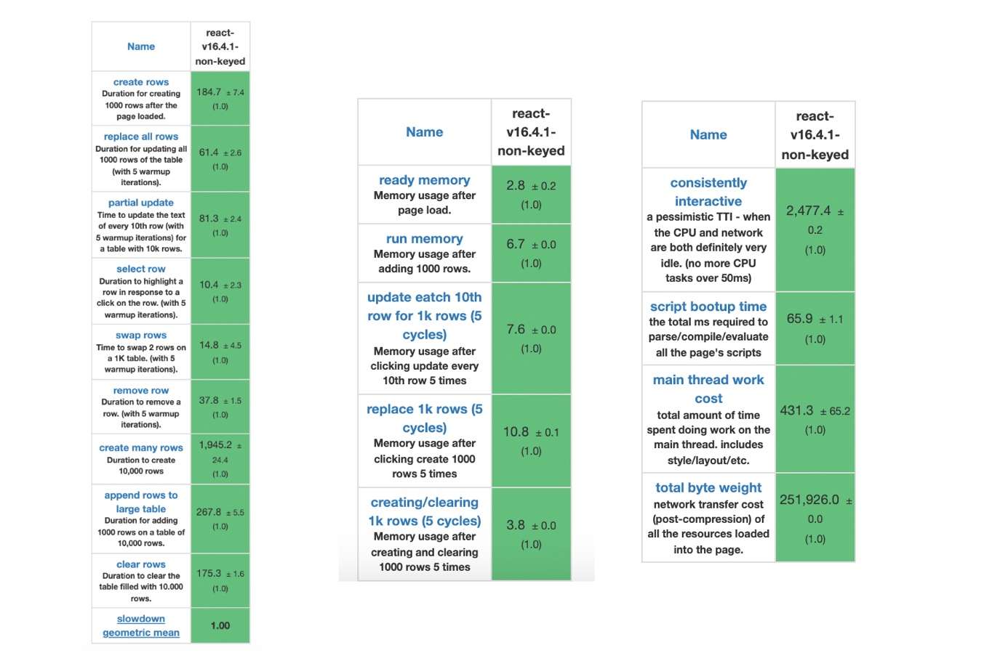 Name
react-
v16.4.1-
non-keyed
create rows
Duration for creating
1000 rows after the
page loaded.
184.7 ± 7.4
(1.0)
replace all rows
Duration for updating all
1000 rows of the table
(with 5 warmup
iterations).
61.4 ± 2.6
(1.0)
partial update
Time to update the text
of every 10th row (with
5 warmup iterations) for
a table with 10k rows.
81.3 ± 2.4
(1.0)
select row
Duration to highlight a
row in response to a
click on the row. (with 5
warmup iterations).
10.4 ± 2.3
(1.0)
swap rows
Time to swap 2 rows on
a 1K table. (with 5
warmup iterations).
14.8 ± 4.5
(1.0)
remove row
Duration to remove a
row. (with 5 warmup
iterations).
37.8 ± 1.5
(1.0)
create many rows
Duration to create
10,000 rows
1,945.2 ±
24.4
(1.0)
append rows to
large table
Duration for adding
1000 rows on a table of
10,000 rows.
267.8 ± 5.5
(1.0)
clear rows
Duration to clear the
table filled with 10.000
rows.
175.3 ± 1.6
(1.0)
slowdown
geometric mean
1.00
Name
react-
v16.4.1-
non-keyed
ready memory
Memory usage after
page load.
2.8 ± 0.2
(1.0)
run memory
Memory usage after
adding 1000 rows.
6.7 ± 0.0
(1.0)
update eatch 10th
row for 1k rows (5
cycles)
Memory usage after
clicking update every
10th row 5 times
7.6 ± 0.0
(1.0)
replace 1k rows (5
cycles)
Memory usage after
clicking create 1000
rows 5 times
10.8 ± 0.1
(1.0)
creating/clearing
1k rows (5 cycles)
Memory usage after
creating and clearing
1000 rows 5 times
3.8 ± 0.0
(1.0)
Name
react-
v16.4.1-
non-keyed
consistently
interactive
a pessimistic TTI - when
the CPU and network
are both definitely very
idle. (no more CPU
tasks over 50ms)
2,477.4 ±
0.2
(1.0)
script bootup time
the total ms required to
parse/compile/evaluate
all the page's scripts
65.9 ± 1.1
(1.0)
main thread work
cost
total amount of time
spent doing work on the
main thread. includes
style/layout/etc.
431.3 ± 65.2
(1.0)
total byte weight
network transfer cost
(post-compression) of
all the resources loaded
into the page.
251,926.0 ±
0.0
(1.0)